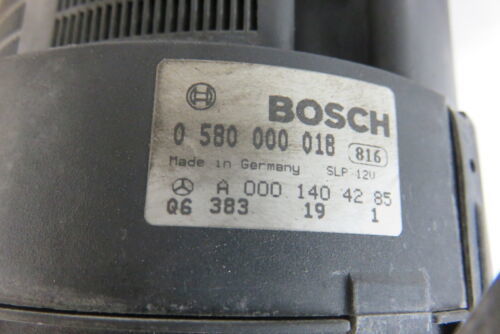 BOSCH
0 580 000 018 816
Made in Germany SLP 12V
A 000 140 42 85
Q6 383 19 1